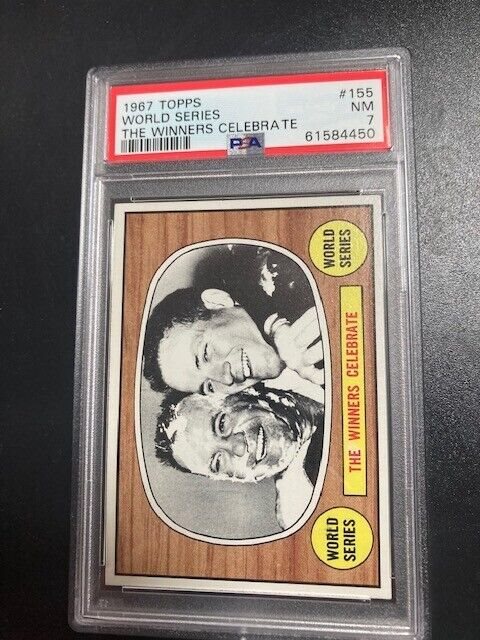 1967 TOPPS #155
WORLD SERIES NM
THE WINNERS CELEBRATE 7
PSA 61584450
WORLD
SERIES
THE WINNERS CELEBRATE
WORLD
SERIES